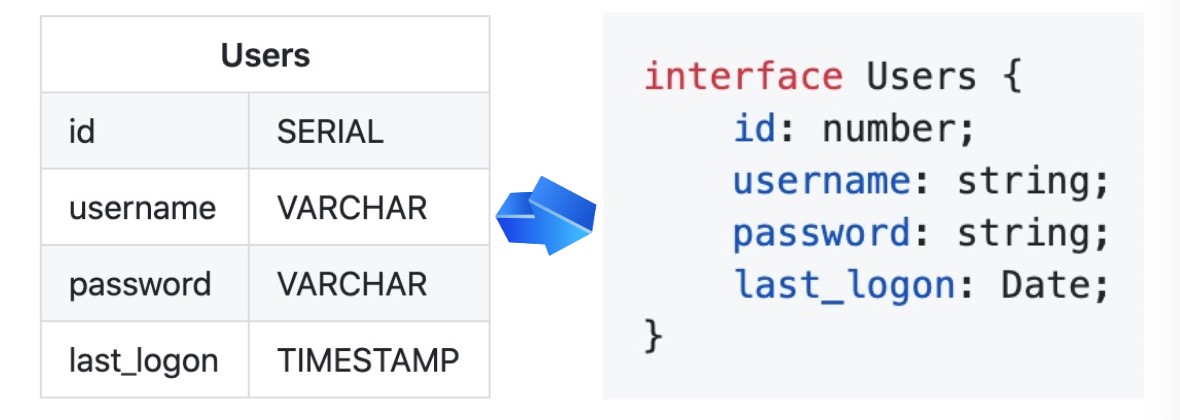 Users
id SERIAL
username VARCHAR
password VARCHAR
last_logon TIMESTAMP
interface Users {
    id: number;
    username: string;
    password: string;
    last_logon: Date;
}